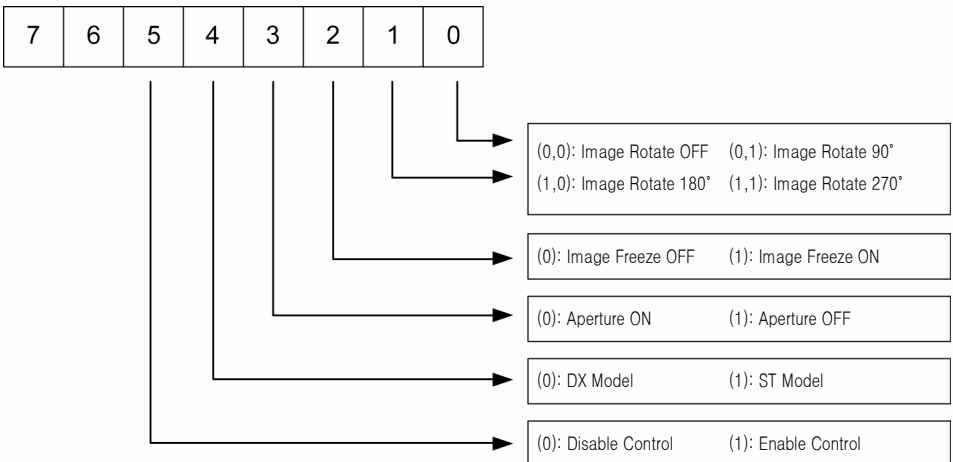 7 6 5 4 3 2 1 0
(0,0): Image Rotate OFF (0,1): Image Rotate 90˚
(1,0): Image Rotate 180˚ (1,1): Image Rotate 270˚
(0): Image Freeze OFF (1): Image Freeze ON
(0): Aperture ON (1): Aperture OFF
(0): DX Model (1): ST Model
(0): Disable Control (1): Enable Control